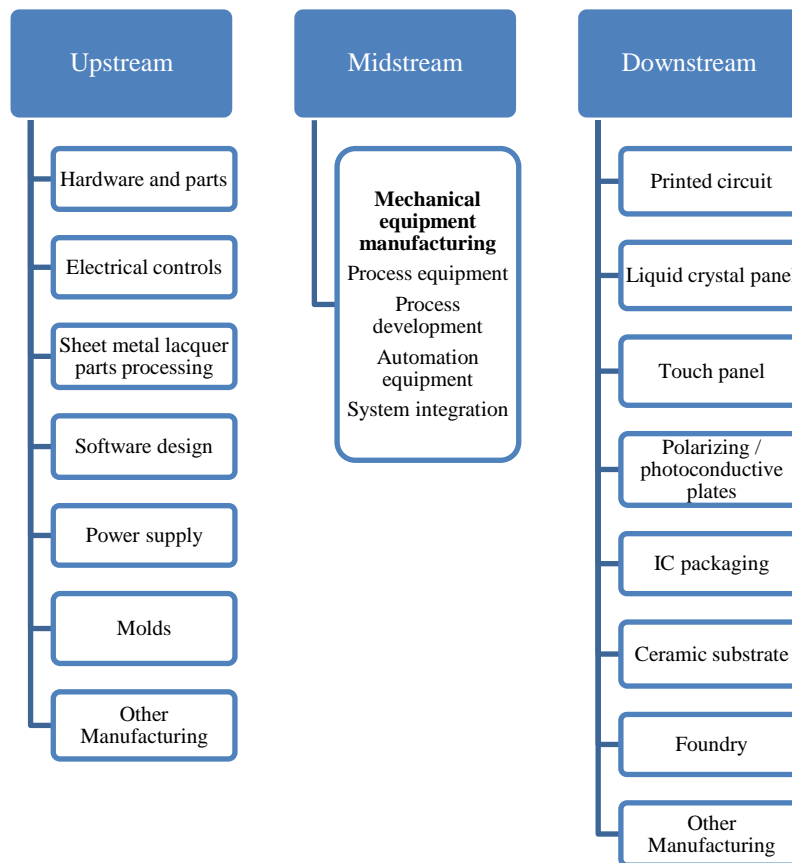 Upstream
Hardware and parts
Electrical controls
Sheet metal lacquer
parts processing
Software design
Power supply
Molds
Other
Manufacturing
Midstream
Mechanical
equipment
manufacturing
Process equipment
Process
development
Automation
equipment
System integration
Downstream
Printed circuit
Liquid crystal panel
Touch panel
Polarizing /
photoconductive
plates
IC packaging
Ceramic substrate
Foundry
Other
Manufacturing